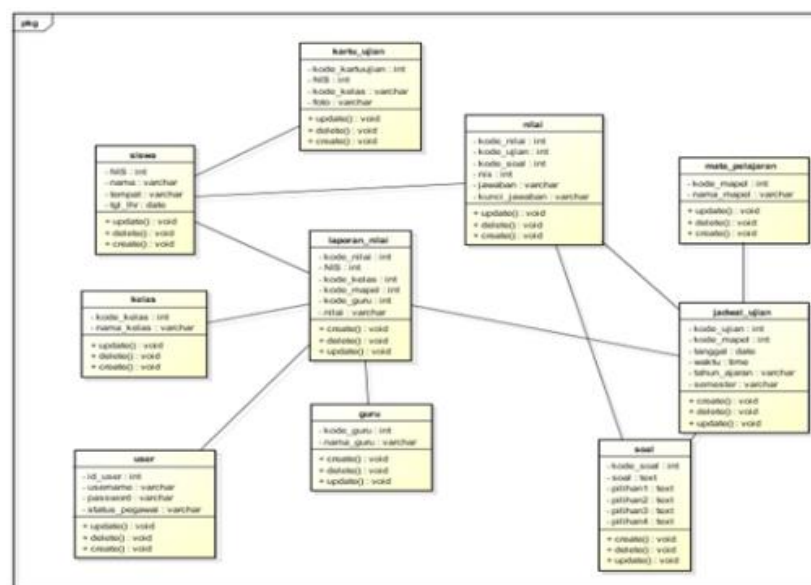 pkg
kartu_ujian
- kode_kartuujian : int
- NIS : int
- kode_kelas : varchar
- foto : varchar
+ update() : void
+ delete() : void
+ create() : void
nilai
- kode_nilai : int
- kode_ujian : int
- kode_soal : int
- nis : int
- jawaban : varchar
- kunci_jawaban : varchar
+ update() : void
+ delete() : void
+ create() : void
siswa
- NIS : int
- nama : varchar
- tempat : varchar
- tgl_lhr : date
+ update() : void
+ delete() : void
+ create() : void
mata_pelajaran
- kode_mapel : int
- nama_mapel : varchar
+ update() : void
+ delete() : void
+ create() : void
laporan_nilai
- kode_nilai : int
- NIS : int
- kode_kelas : int
- kode_mapel : int
- kode_guru : int
- nilai : varchar
+ create() : void
+ delete() : void
+ update() : void
kelas
- kode_kelas : int
- nama_kelas : varchar
+ update() : void
+ delete() : void
+ create() : void
jadwal_ujian
- kode_ujian : int
- kode_mapel : int
- tanggal : date
- waktu : time
- tahun_ajaran : varchar
- semester : varchar
+ create() : void
+ delete() : void
+ update() : void
guru
- kode_guru : int
- nama_guru : varchar
+ create() : void
+ delete() : void
+ update() : void
user
- id_user : int
- username : varchar
- password : varchar
- status_pegawai : varchar
+ update() : void
+ delete() : void
+ create() : void
soal
- kode_soal : int
- soal : text
- pilihan1 : text
- pilihan2 : text
- pilihan3 : text
- pilihan4 : text
+ create() : void
+ delete() : void
+ update() : void